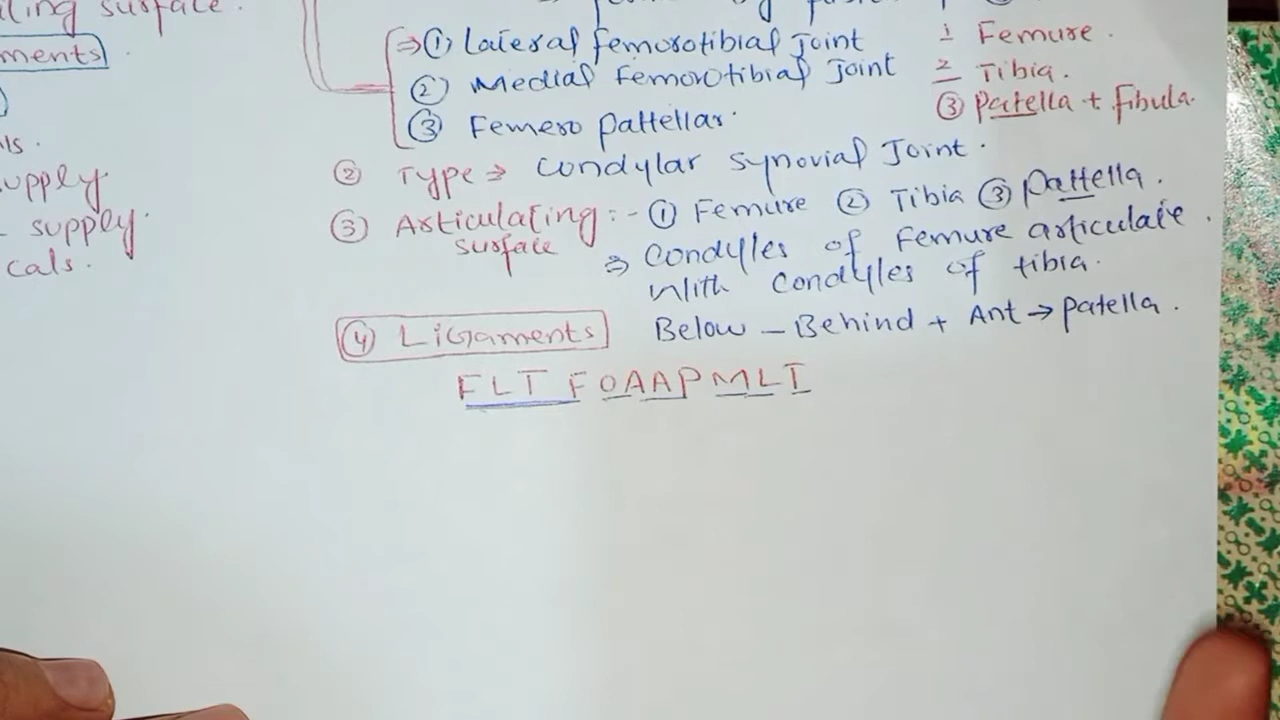 ling surface.
ments
ls.
supply.
supply.
cals.
⇒① Lateral femorotibial Joint
② Medial Femorotibial Joint
③ Femero pattellar.
1 Femure.
2 Tibia.
③ Patella + Fibula.
② Type ⇒ Condylar Synovial Joint.
③ Articulating surface :- ① Femure ② Tibia ③ Pattella.
⇒ Condyles of Femure articulate
With Condyles of tibia.
Below – Behind + Ant → patella.
④ Ligaments
FLT FOAAPMLT